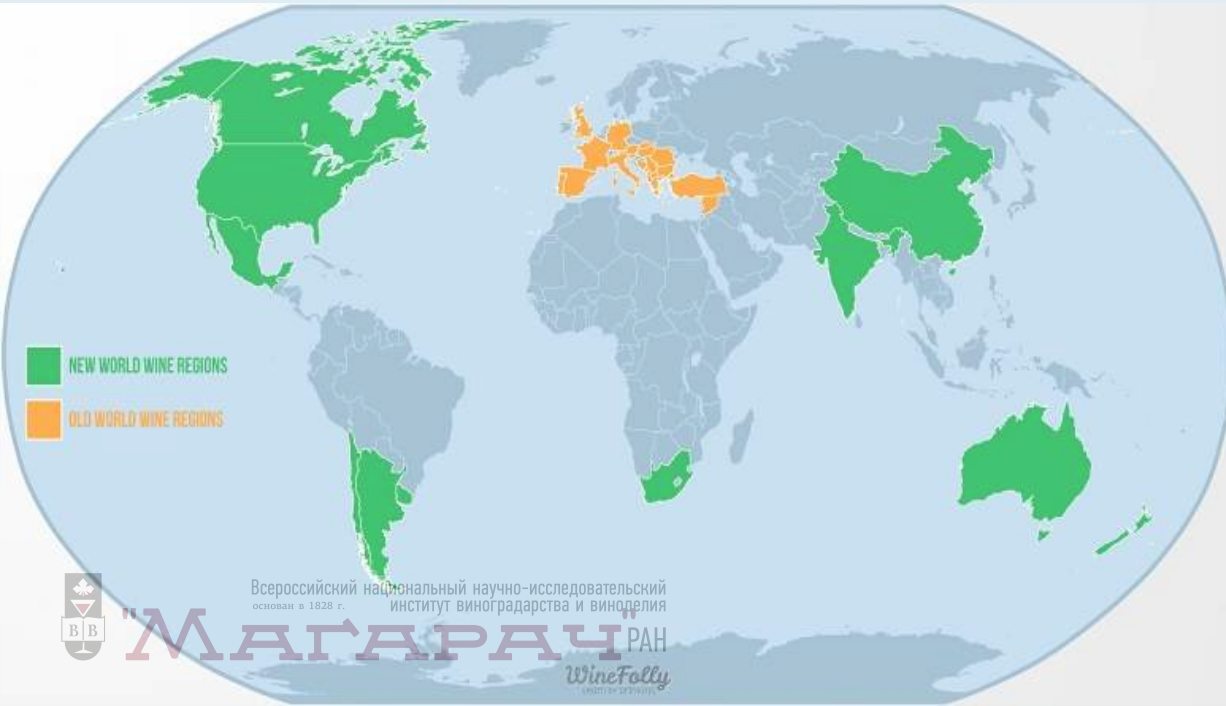 NEW WORLD WINE REGIONS
OLD WORLD WINE REGIONS
Всероссийский национальный научно-исследовательский
основан в 1828 г. институт виноградарства и виноделия
В В "МАГАРАЧ" РАН
WineFolly